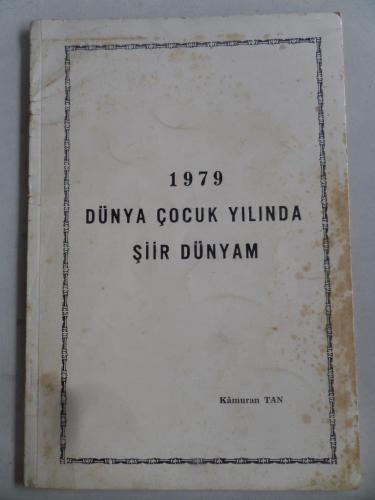 1979
DÜNYA ÇOCUK YILINDA
ŞİİR DÜNYAM
Kâmuran TAN